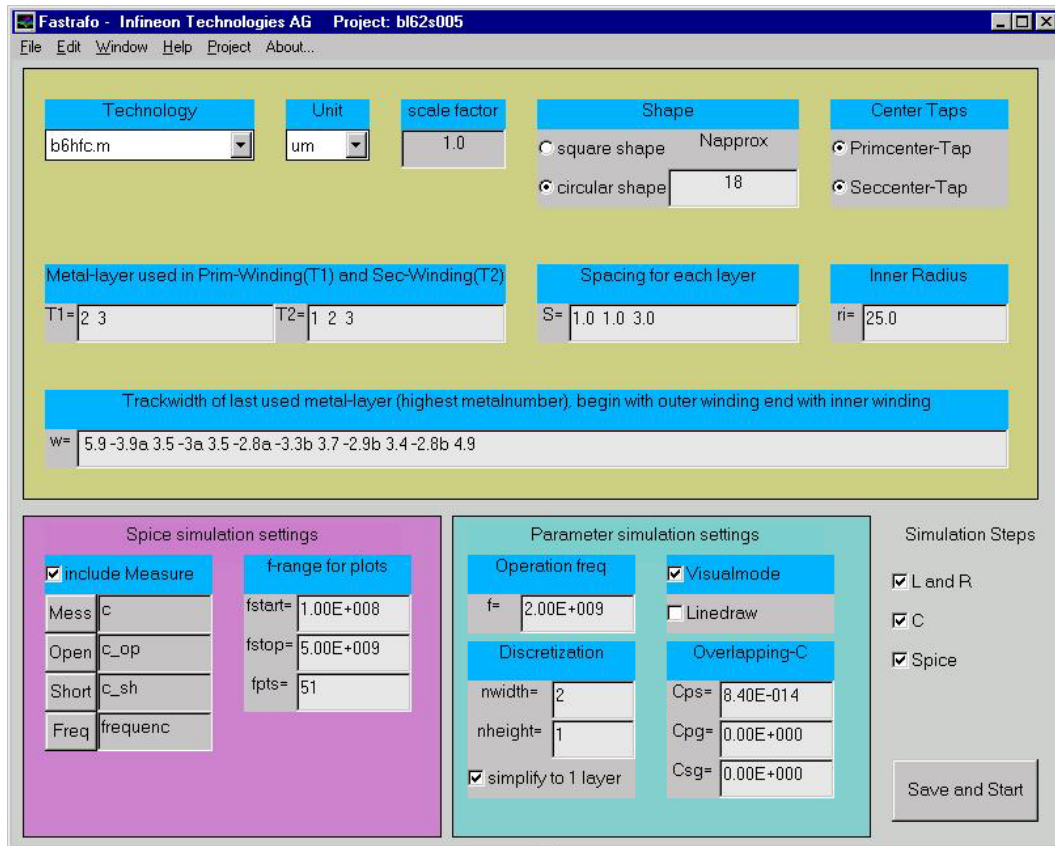 Fastrafo - Infineon Technologies AG Project: bl62s005
File Edit Window Help Project About...
Technology Unit scale factor Shape Center Taps
b6hfc.m um 1.0 square shape Napprox Primcenter-Tap
circular shape 18 Seccenter-Tap
Metal-layer used in Prim-Winding(T1) and Sec-Winding(T2) Spacing for each layer Inner Radius
T1= 2 3 T2= 1 2 3 S= 1.0 1.0 3.0 ri= 25.0
Trackwidth of last used metal-layer (highest metalnumber), begin with outer winding end with inner winding
w= 5.9 -3.9a 3.5 -3a 3.5 -2.8a -3.3b 3.7 -2.9b 3.4 -2.8b 4.9
Spice simulation settings
include Measure f-range for plots
Mess c fstart= 1.00E+008
Open c_op fstop= 5.00E+009
Short c_sh fpts= 51
Freq frequenc
Parameter simulation settings
Operation freq Visualmode
f= 2.00E+009 Linedraw
Discretization Overlapping-C
nwidth= 2 Cps= 8.40E-014
nheight= 1 Cpg= 0.00E+000
simplify to 1 layer Csg= 0.00E+000
Simulation Steps
L and R
C
Spice
Save and Start